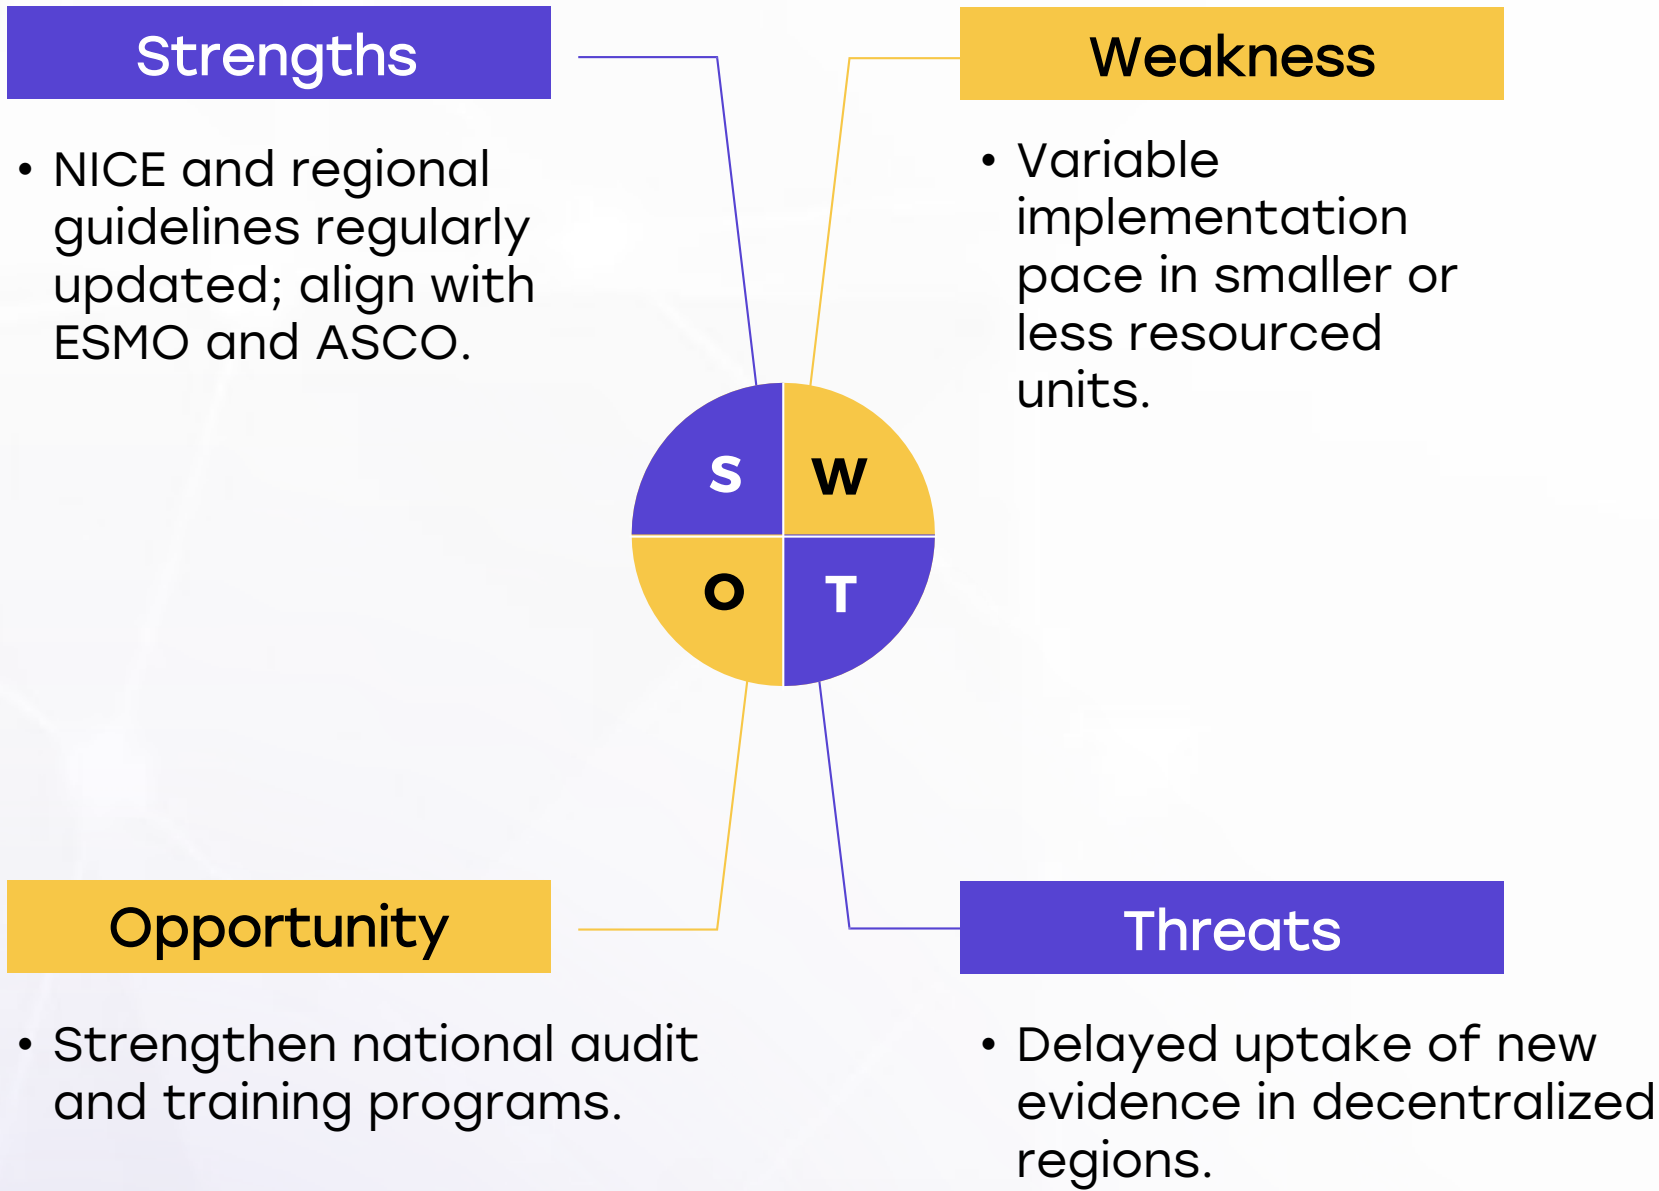 Strengths
• NICE and regional
guidelines regularly
updated; align with
ESMO and ASCO.
Weakness
• Variable
implementation
pace in smaller or
less resourced
units.
S
W
O
T
Opportunity
• Strengthen national audit
and training programs.
Threats
• Delayed uptake of new
evidence in decentralized
regions.